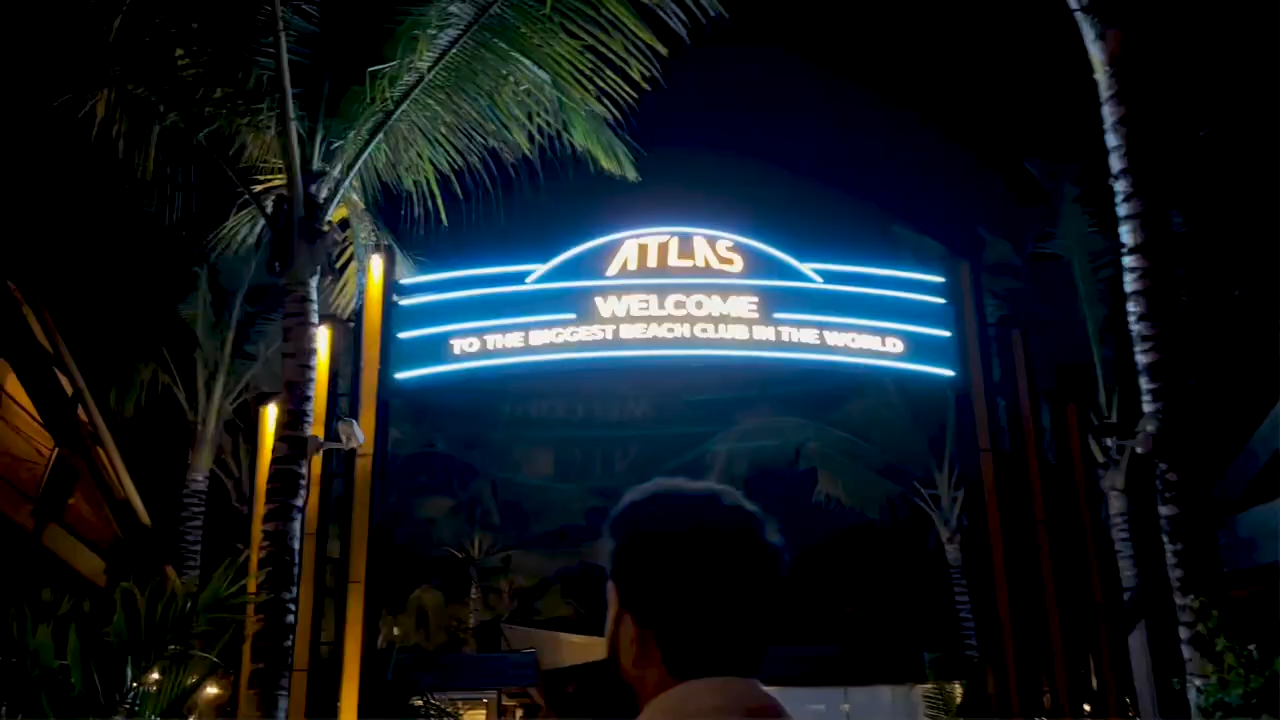 ATLAS
WELCOME
TO THE BIGGEST BEACH CLUB IN THE WORLD